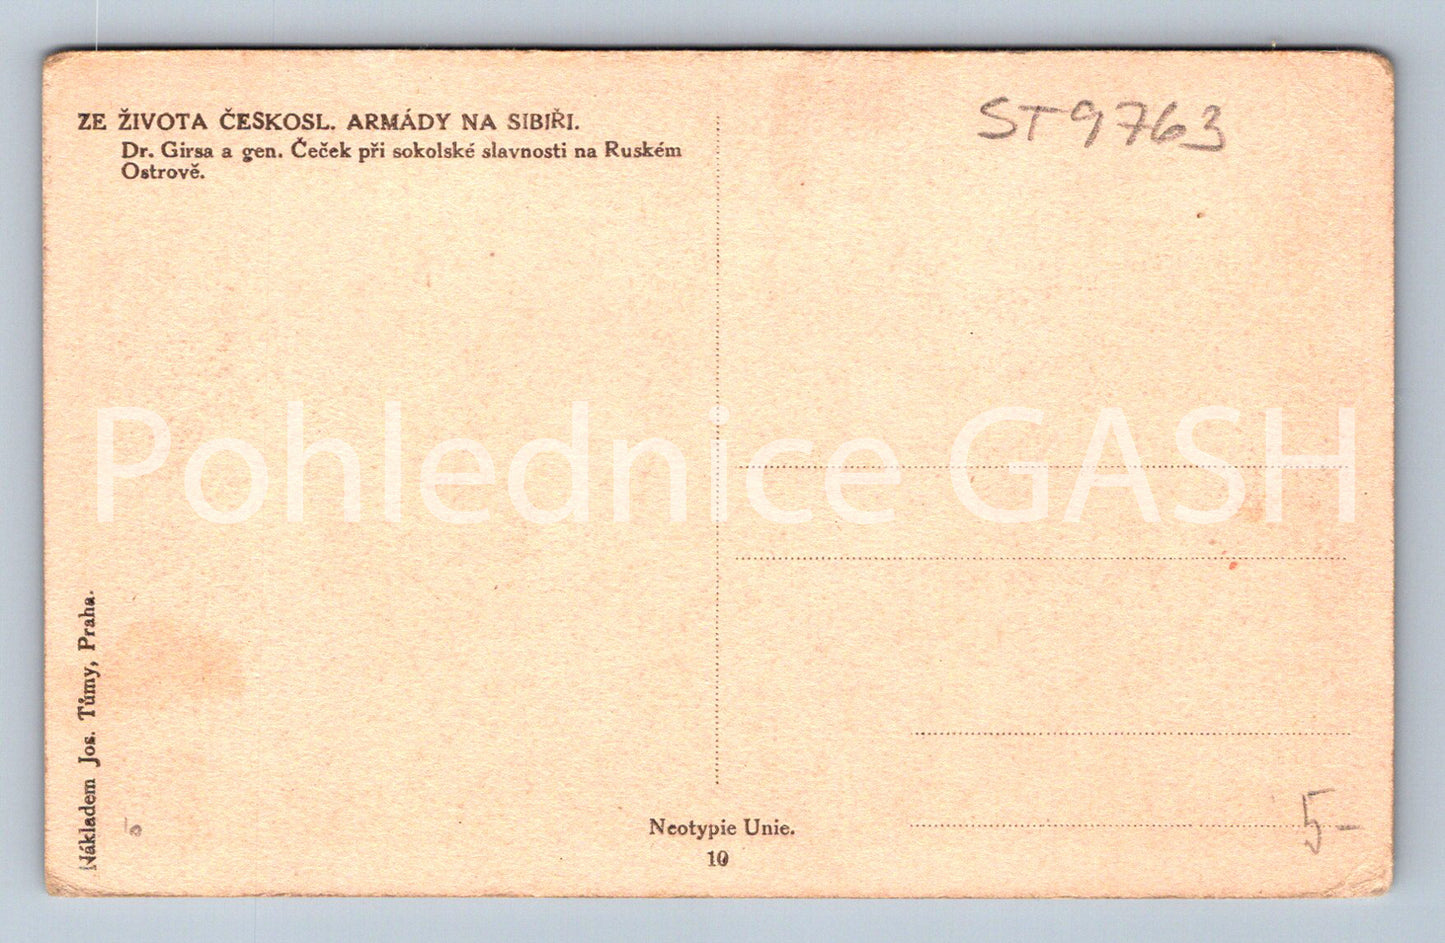 ZE ŽIVOTA ČESKOSL. ARMÁDY NA SIBIŘI.
Dr. Girsa a gen. Čeček při sokolské slavnosti na Ruském
Ostrově.
ST9763
Pohlednice GASH
Nákladem Jos. Tůmy, Praha.
6
Neotypie Unie.
10
5-